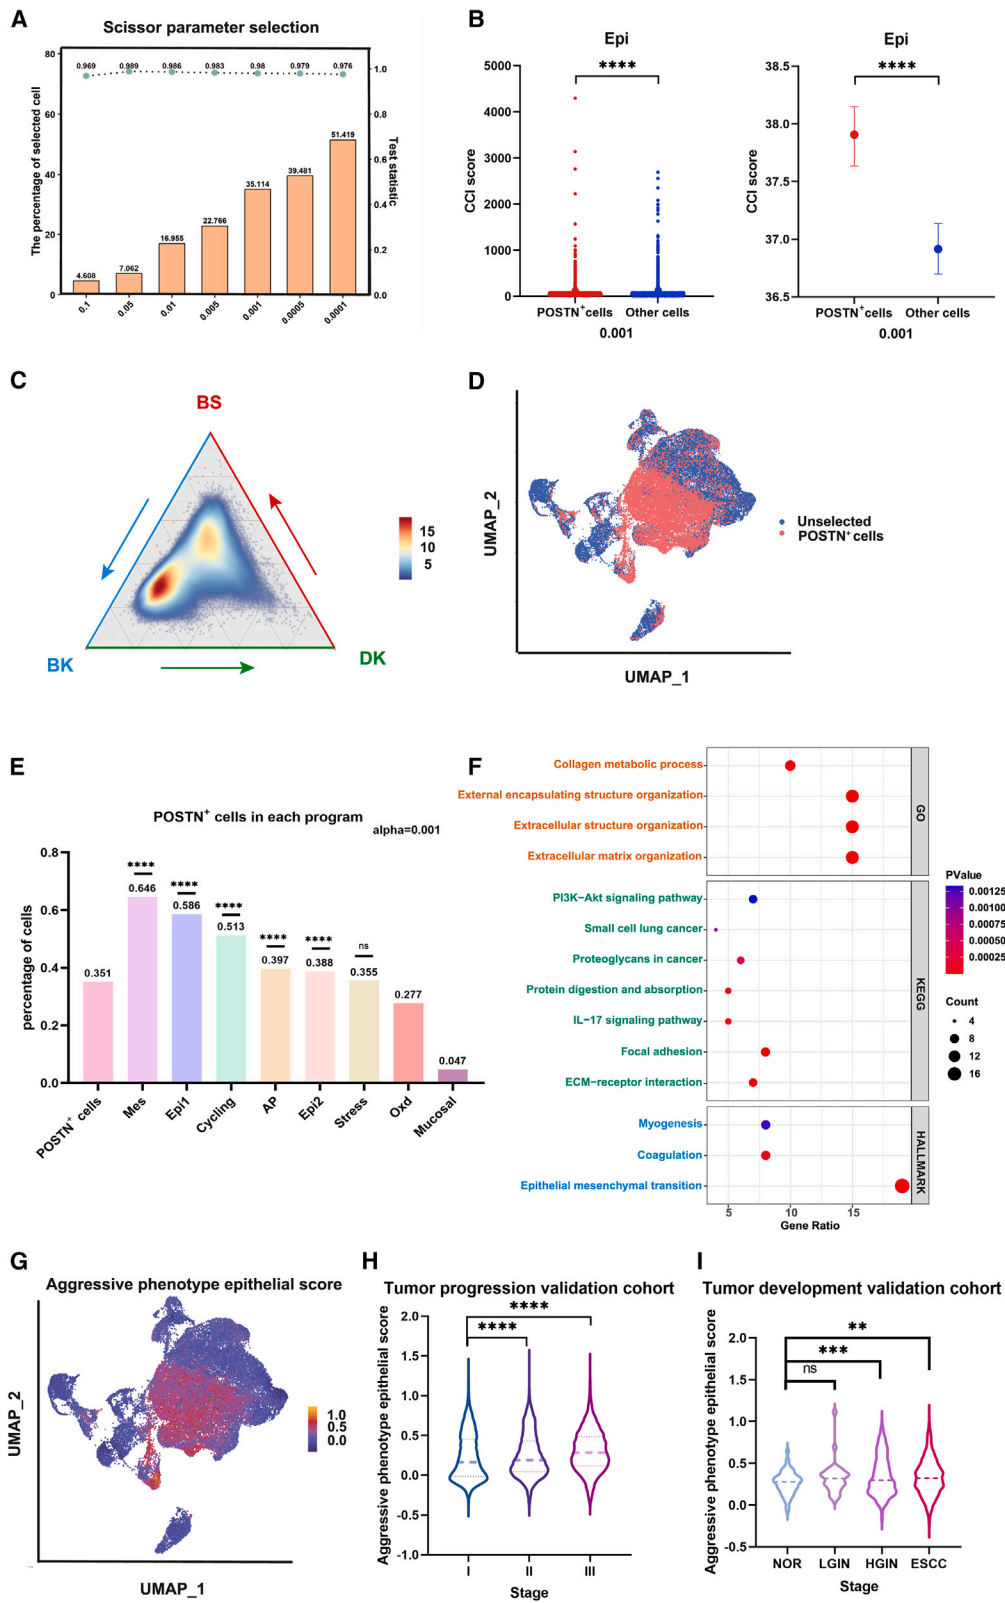 A
Scissor parameter selection
The percentage of selected cell
Test statistic
80
60
40
20
0
1.0
0.8
0.6
0.4
0.2
0.0
0.969
0.989
0.986
0.983
0.98
0.979
0.976
4.608
7.062
16.955
22.766
35.114
39.481
51.419
0.1
0.05
0.01
0.005
0.001
0.0005
0.0001
B
Epi
****
CCI score
5000
4000
3000
2000
1000
0
POSTN+cells
Other cells
0.001
Epi
****
CCI score
38.5
38.0
37.5
37.0
36.5
POSTN+cells
Other cells
0.001
C
BS
BK
DK
15
10
5
D
UMAP_2
UMAP_1
Unselected
POSTN+ cells
E
POSTN+ cells in each program
alpha=0.001
percentage of cells
0.8
0.6
0.4
0.2
0.0
0.351
****
0.646
****
0.586
****
0.513
****
0.397
****
0.388
ns
0.355
0.277
0.047
POSTN+ cells
Mes
Epi1
Cycling
AP
Epi2
Stress
Oxd
Mucosal
F
Collagen metabolic process
External encapsulating structure organization
Extracellular structure organization
Extracellular matrix organization
GO
PI3K−Akt signaling pathway
Small cell lung cancer
Proteoglycans in cancer
Protein digestion and absorption
IL−17 signaling pathway
Focal adhesion
ECM−receptor interaction
KEGG
Myogenesis
Coagulation
Epithelial mesenchymal transition
HALLMARK
5
10
15
Gene Ratio
PValue
0.00125
0.00100
0.00075
0.00050
0.00025
Count
4
8
12
16
G
Aggressive phenotype epithelial score
UMAP_2
UMAP_1
1.0
0.5
0.0
H
Tumor progression validation cohort
Aggressive phenotype epithelial score
****
****
2.0
1.5
1.0
0.5
0.0
-0.5
-1.0
I
II
III
Stage
I
Tumor development validation cohort
Aggressive phenotype epithelial score
**
***
ns
2.0
1.5
1.0
0.5
0.0
-0.5
NOR
LGIN
HGIN
ESCC
Stage